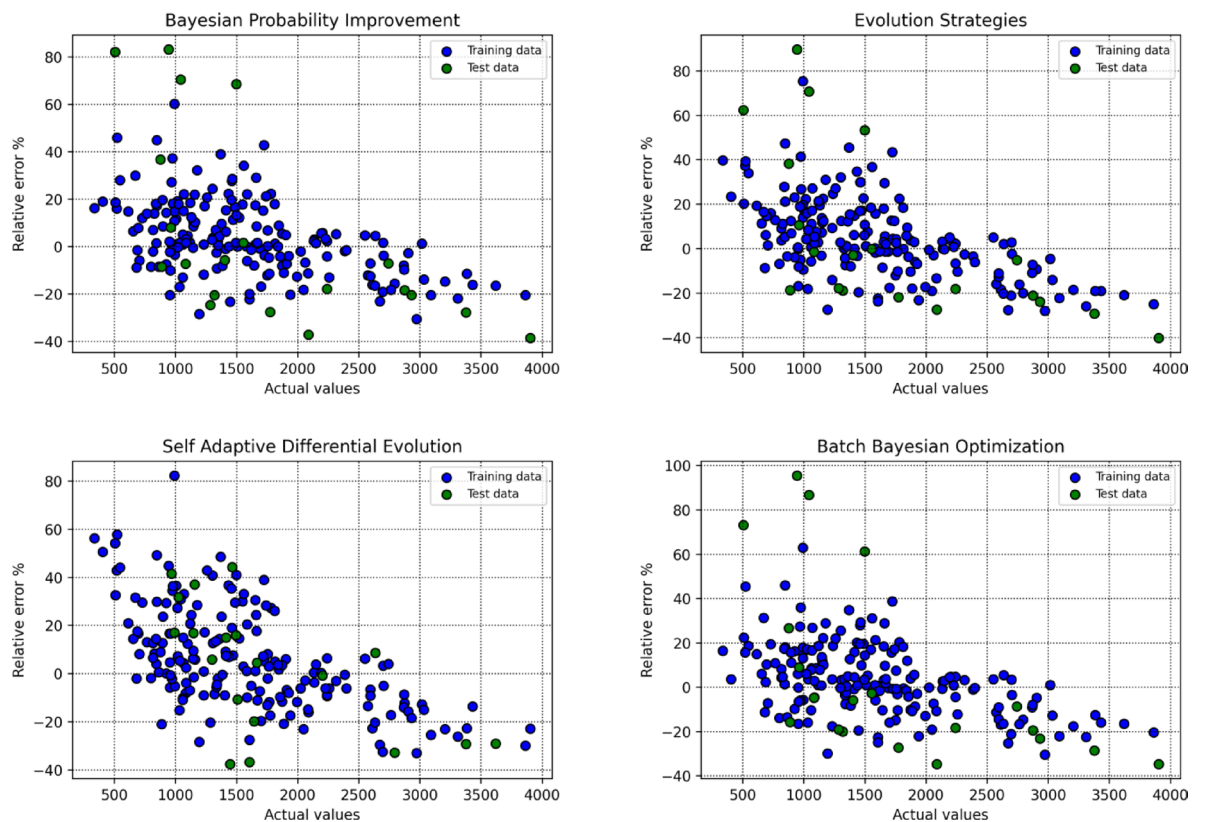 Bayesian Probability Improvement
Training data
Test data
80
60
40
20
0
−20
−40
Relative error %
500 1000 1500 2000 2500 3000 3500 4000
Actual values
Evolution Strategies
Training data
Test data
80
60
40
20
0
−20
−40
Relative error %
500 1000 1500 2000 2500 3000 3500 4000
Actual values
Self Adaptive Differential Evolution
Training data
Test data
80
60
40
20
0
−20
−40
Relative error %
500 1000 1500 2000 2500 3000 3500 4000
Actual values
Batch Bayesian Optimization
Training data
Test data
100
80
60
40
20
0
−20
−40
Relative error %
500 1000 1500 2000 2500 3000 3500 4000
Actual values